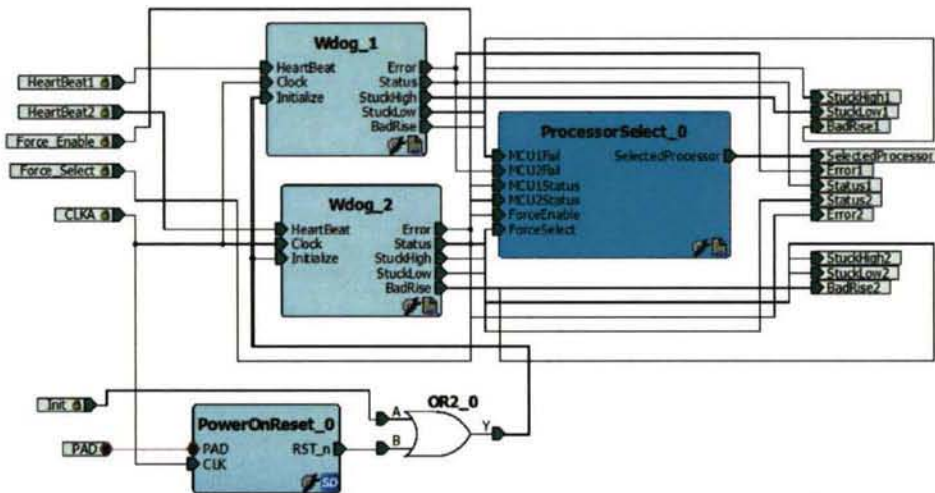 Wdog_1
HeartBeat
Clock
Initialize
Error
Status
StuckHigh
StuckLow
BadRise
HeartBeat1
HeartBeat2
Force_Enable
Force_Select
CLKA
ProcessorSelect_0
MCU1Fail
MCU2Fail
MCU1Status
MCU2Status
ForceEnable
ForceSelect
SelectedProcessor
StuckHigh1
StuckLow1
BadRise1
SelectedProcessor
Error1
Status1
Status2
Error2
StuckHigh2
StuckLow2
BadRise2
Wdog_2
HeartBeat
Clock
Initialize
Error
Status
StuckHigh
StuckLow
BadRise
Init
PAD
PowerOnReset_0
PAD
CLK
RST_n
SD
OR2_0
A
B
Y